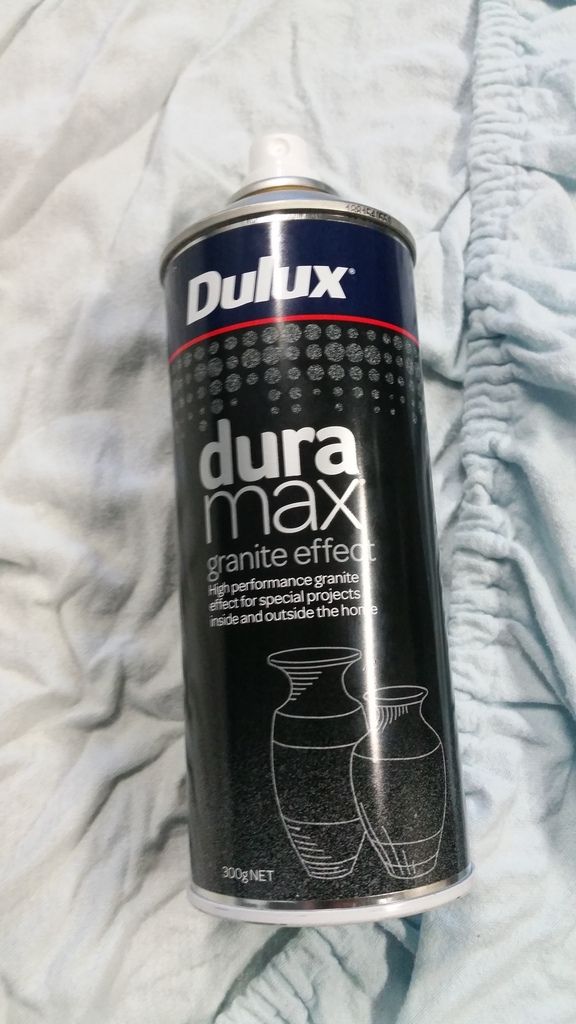 Dulux®
dura
max
granite effect
High performance granite
effect for special projects
inside and outside the home
300g NET